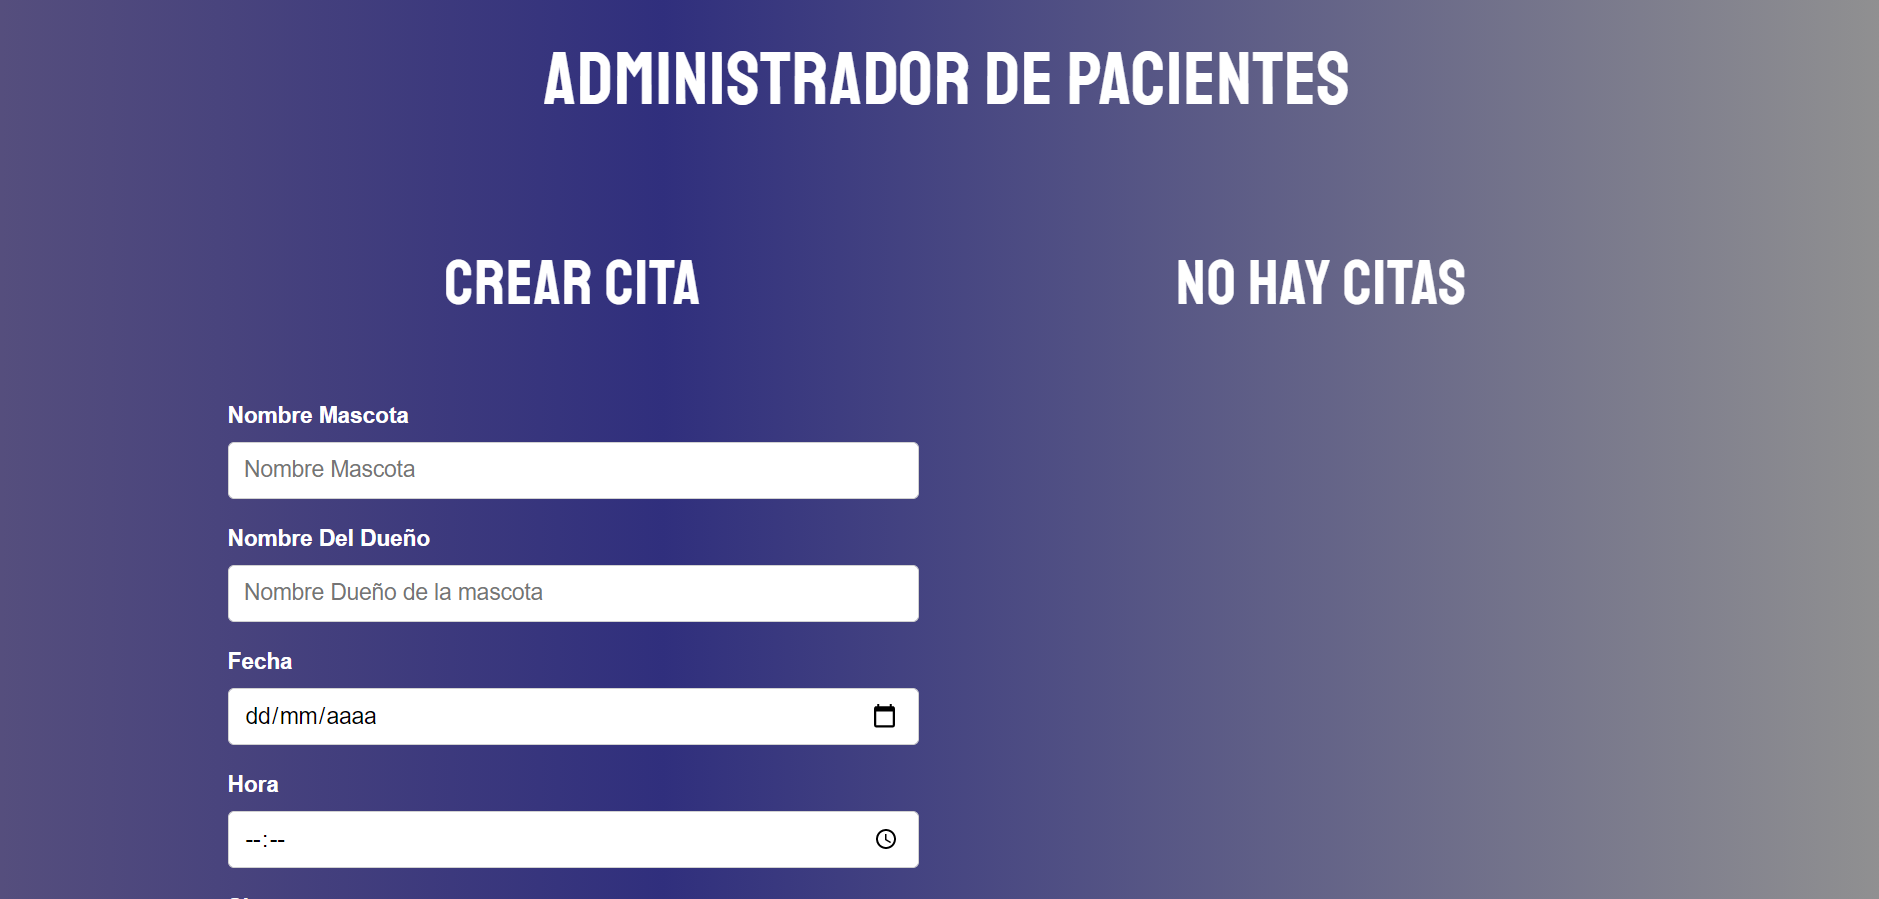 ADMINISTRADOR DE PACIENTES
CREAR CITA
NO HAY CITAS
Nombre Mascota
Nombre Mascota
Nombre Del Dueño
Nombre Dueño de la mascota
Fecha
dd/mm/aaaa
Hora
--:--